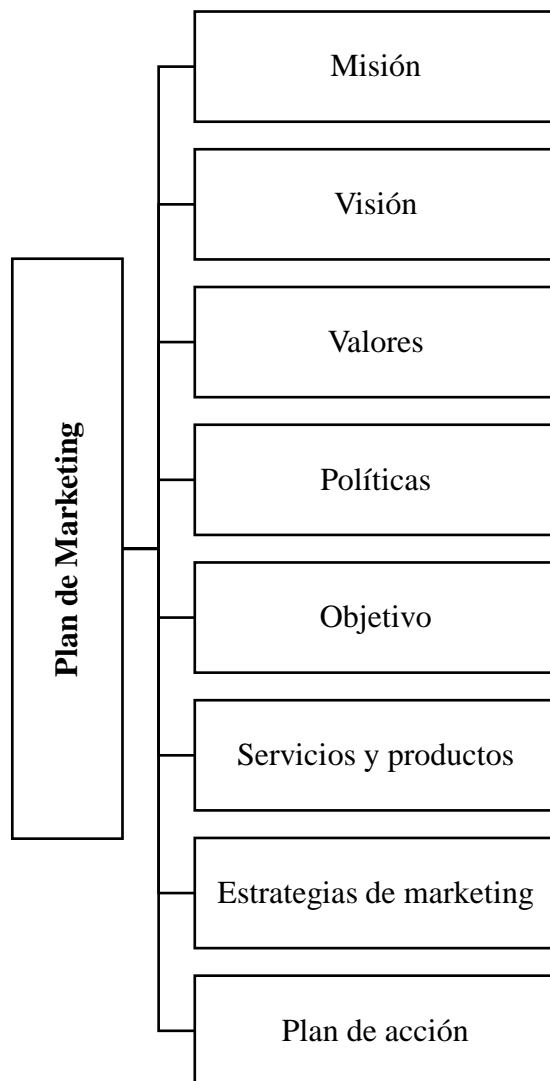 Plan de Marketing
Misión
Visión
Valores
Políticas
Objetivo
Servicios y productos
Estrategias de marketing
Plan de acción